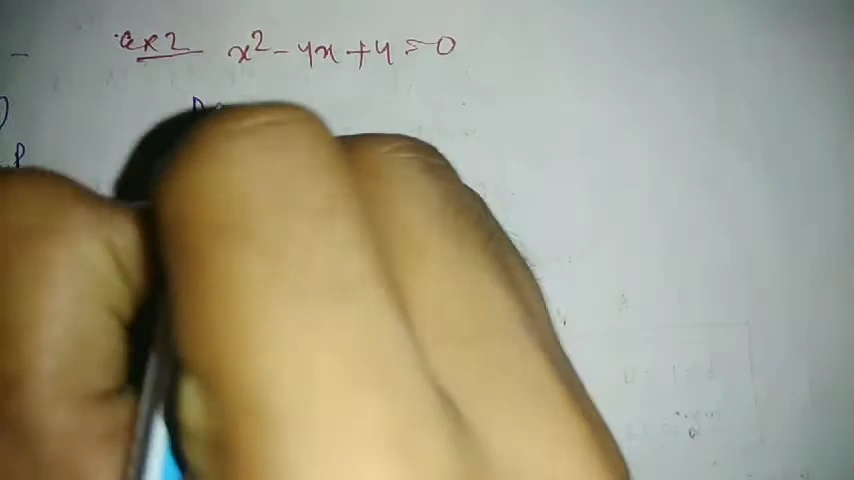 ex2 x² - 4x + 4 = 0
P